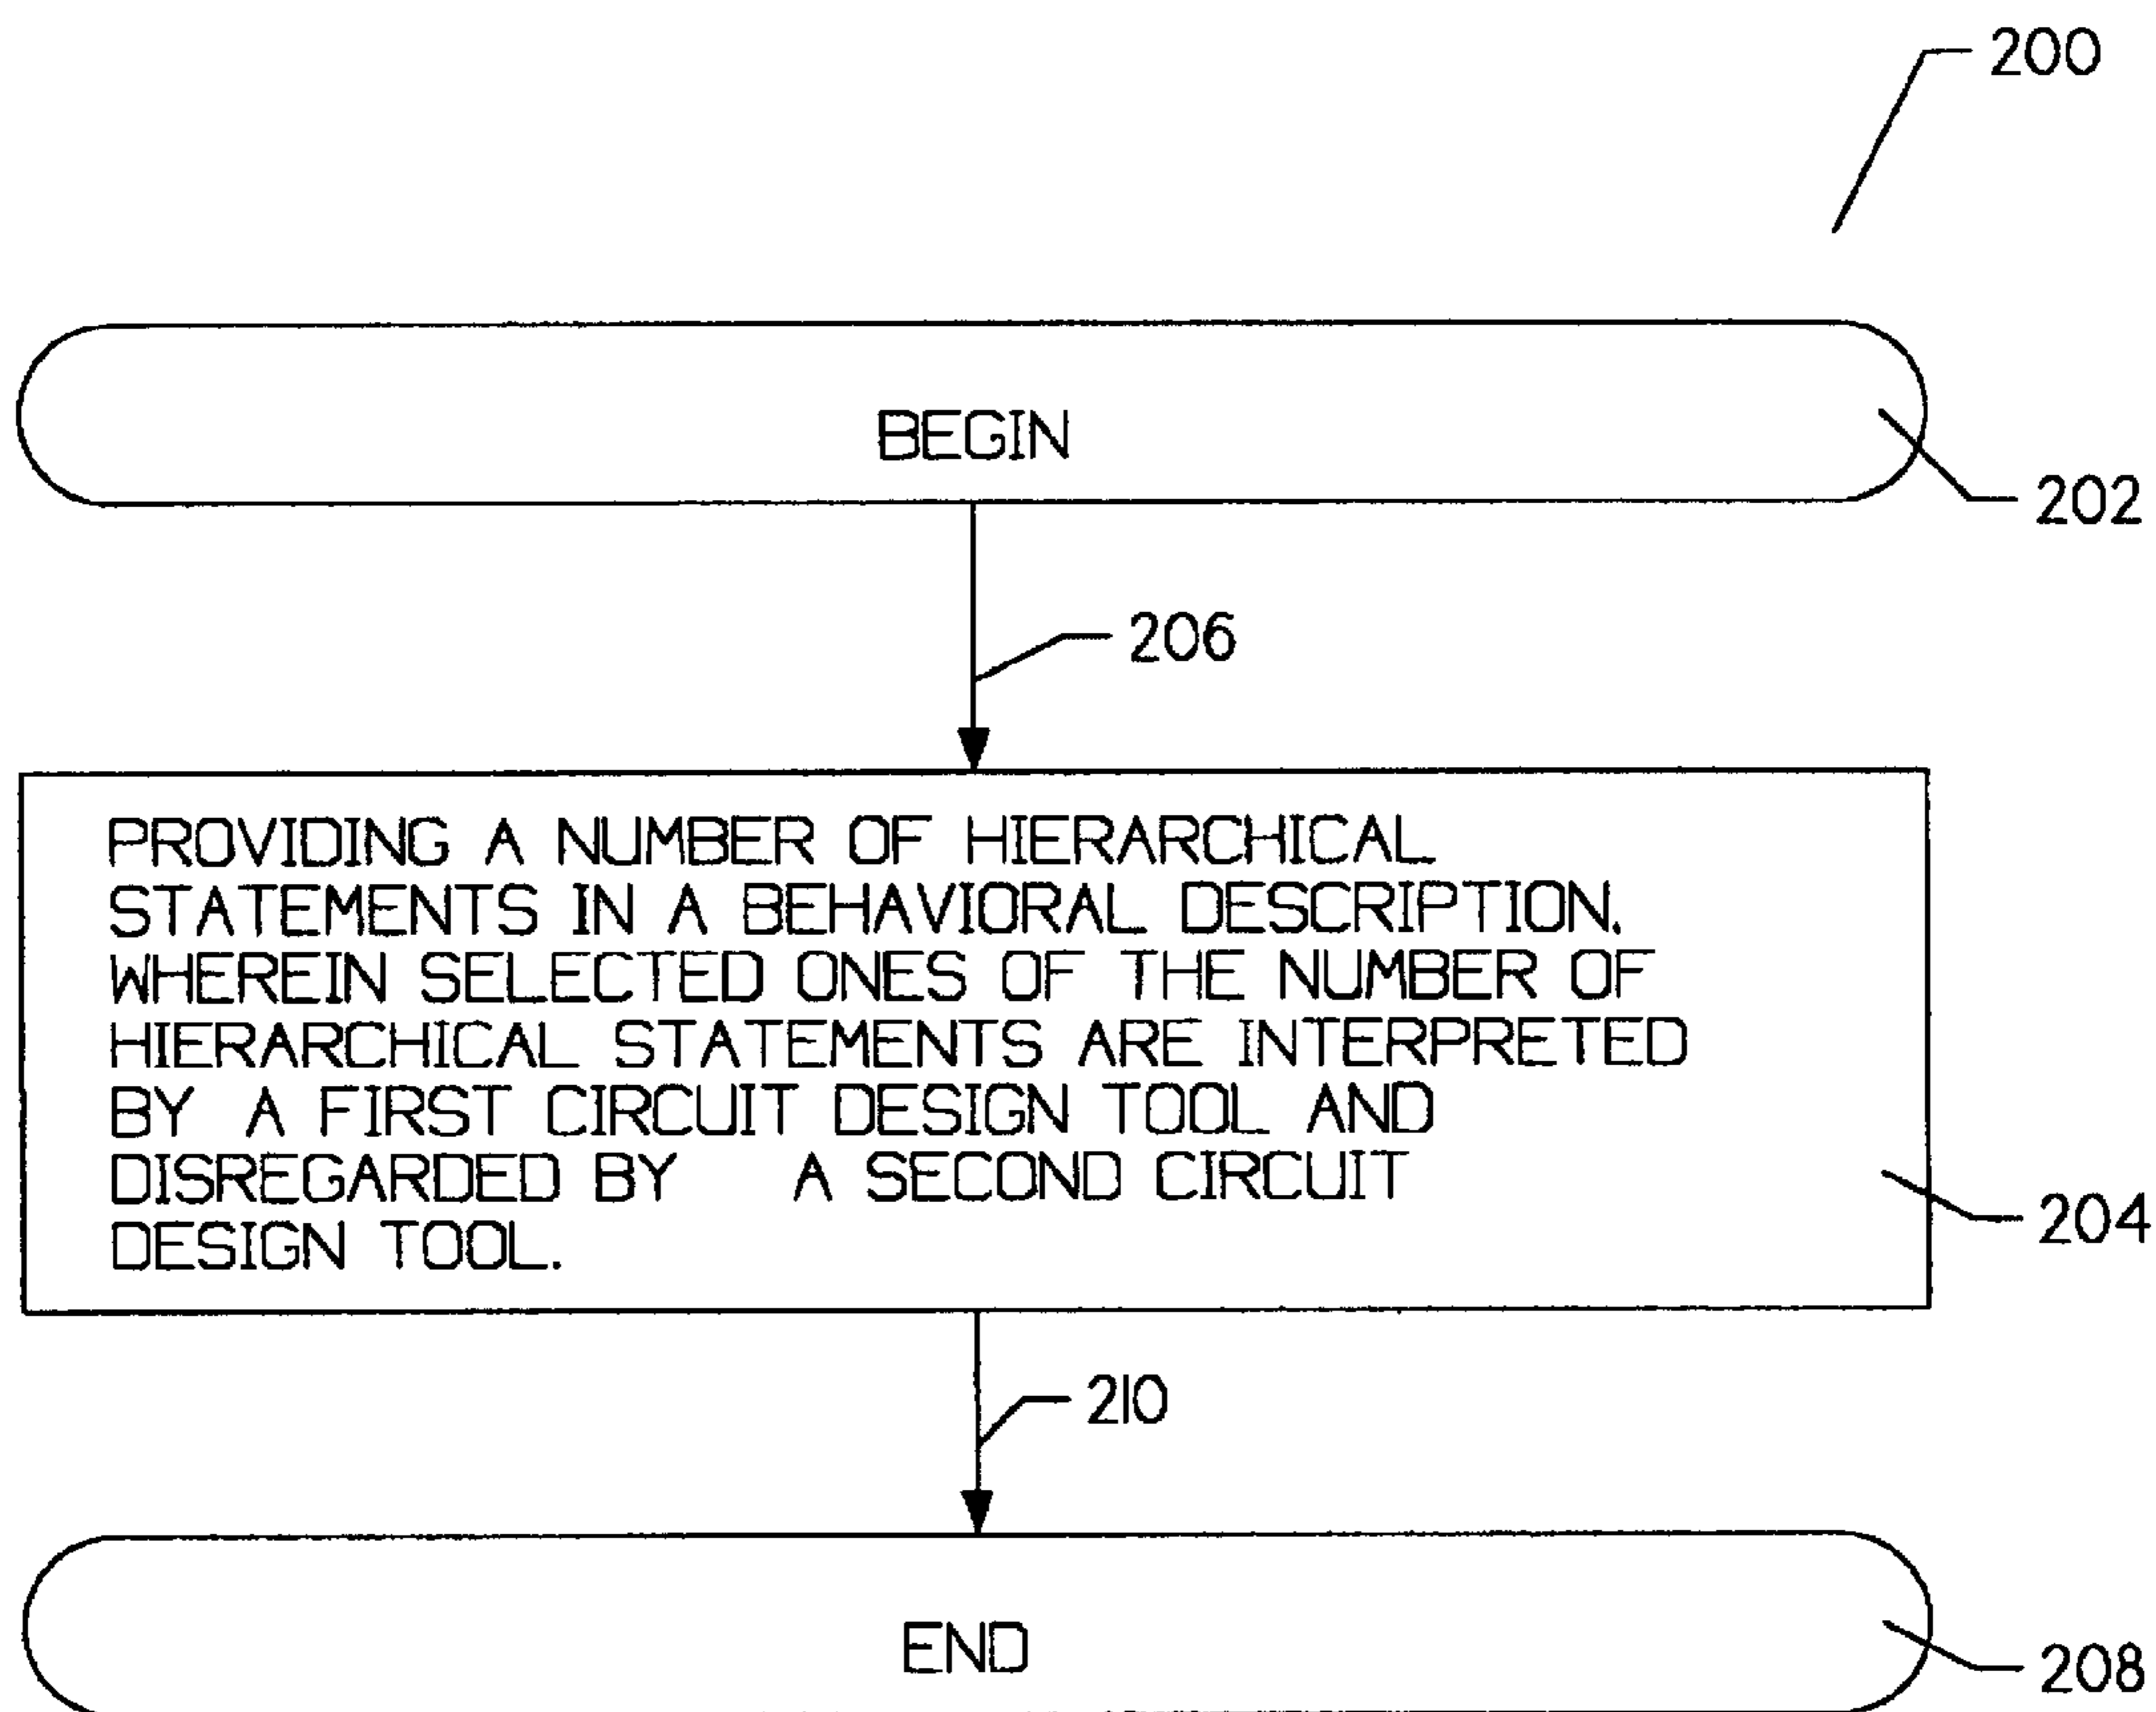 200
BEGIN
202
206
PROVIDING A NUMBER OF HIERARCHICAL
STATEMENTS IN A BEHAVIORAL DESCRIPTION,
WHEREIN SELECTED ONES OF THE NUMBER OF
HIERARCHICAL STATEMENTS ARE INTERPRETED
BY A FIRST CIRCUIT DESIGN TOOL AND
DISREGARDED BY A SECOND CIRCUIT
DESIGN TOOL.
204
210
END
208